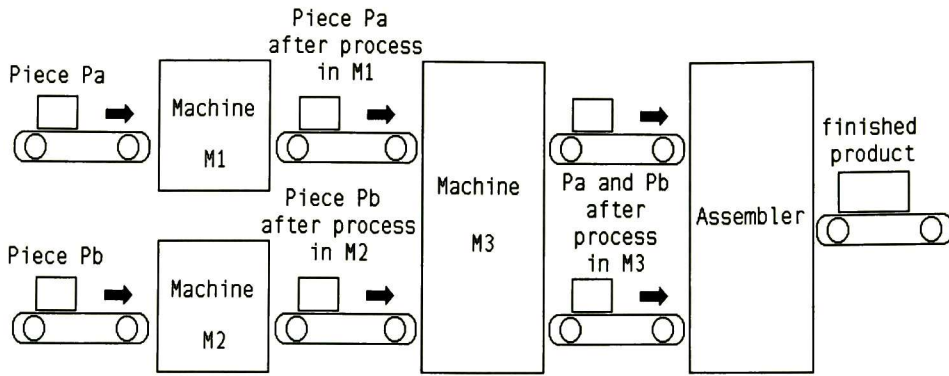 Piece Pa
Machine
M1
Piece Pa
after process
in M1
Piece Pb
Machine
M2
Piece Pb
after process
in M2
Machine
M3
Pa and Pb
after
process
in M3
Assembler
finished
product